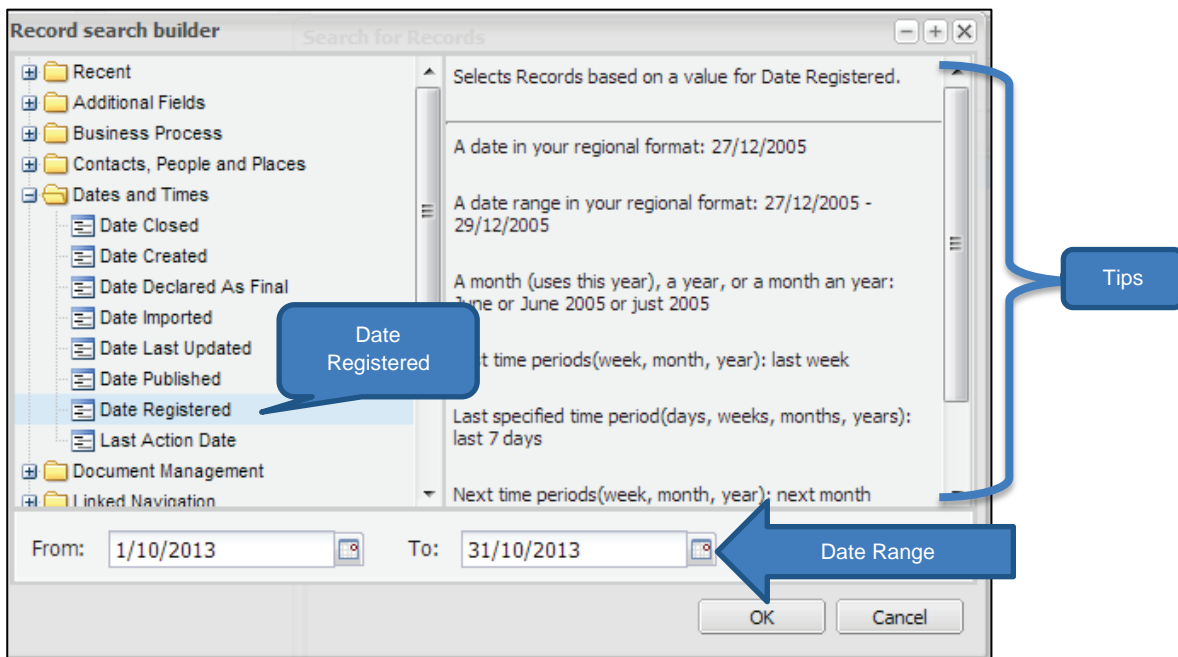 Record search builder
Search for Records
Recent
Additional Fields
Business Process
Contacts, People and Places
Dates and Times
Date Closed
Date Created
Date Declared As Final
Date Imported
Date Last Updated
Date Published
Date Registered
Last Action Date
Document Management
Linked Navigation
Selects Records based on a value for Date Registered.
A date in your regional format: 27/12/2005
A date range in your regional format: 27/12/2005 -
29/12/2005
A month (uses this year), a year, or a month an year:
June or June 2005 or just 2005
time periods(week, month, year): last week
Last specified time period(days, weeks, months, years):
last 7 days
Next time periods(week, month, year): next month
Date
Registered
Tips
From:
1/10/2013
To:
31/10/2013
Date Range
OK
Cancel